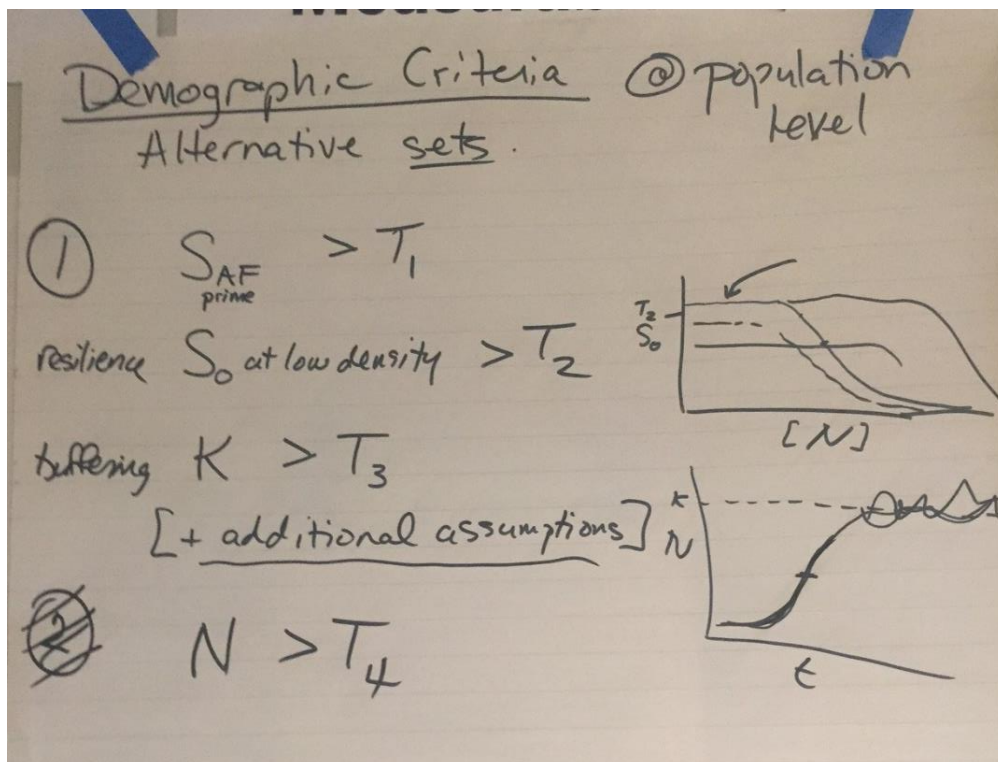 Demographic Criteria @ population
level
Alternative sets.
① S_AF > T₁
prime
resilience S₀ at low density > T₂
buffering K > T₃
[+ additional assumptions]
② N > T₄
T₂
S₀
[N]
K
N
t